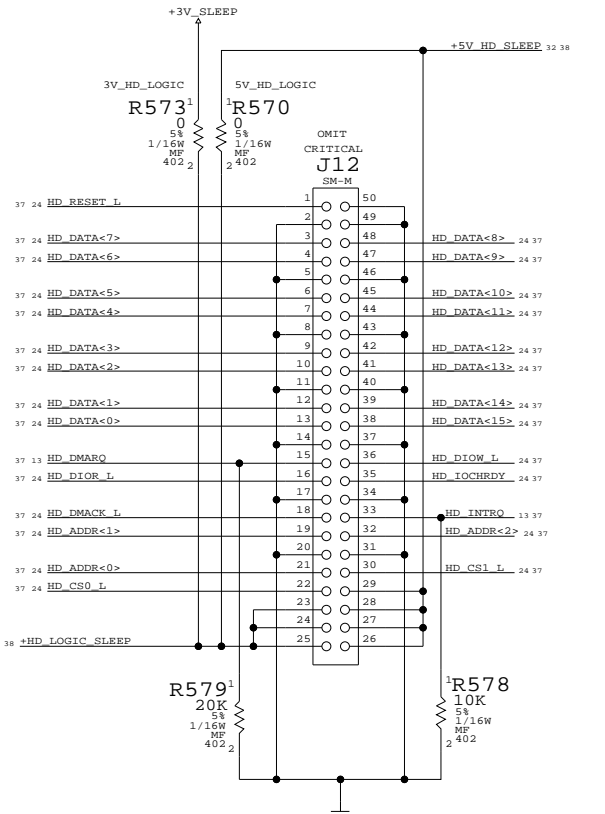 +3V_SLEEP
+5V_HD_SLEEP 32 38
3V_HD_LOGIC 5V_HD_LOGIC
R573 1
0
5%
1/16W
MF
402 2
1 R570
0
5%
1/16W
MF
2 402
OMIT
CRITICAL
J12
SM-M
37 24 HD_RESET_L 1 50
2 49
37 24 HD_DATA<7> 3 48 HD_DATA<8> 24 37
37 24 HD_DATA<6> 4 47 HD_DATA<9> 24 37
5 46
37 24 HD_DATA<5> 6 45 HD_DATA<10> 24 37
37 24 HD_DATA<4> 7 44 HD_DATA<11> 24 37
8 43
37 24 HD_DATA<3> 9 42 HD_DATA<12> 24 37
37 24 HD_DATA<2> 10 41 HD_DATA<13> 24 37
11 40
37 24 HD_DATA<1> 12 39 HD_DATA<14> 24 37
37 24 HD_DATA<0> 13 38 HD_DATA<15> 24 37
14 37
37 13 HD_DMARQ 15 36 HD_DIOW_L 24 37
37 24 HD_DIOR_L 16 35 HD_IOCHRDY 24 37
17 34
37 24 HD_DMACK_L 18 33 HD_INTRQ 13 37
37 24 HD_ADDR<1> 19 32 HD_ADDR<2> 24 37
20 31
37 24 HD_ADDR<0> 21 30 HD_CS1_L 24 37
37 24 HD_CS0_L 22 29
23 28
24 27
38 +HD_LOGIC_SLEEP 25 26
R579 1
20K
5%
1/16W
MF
402 2
1 R578
10K
5%
1/16W
MF
2 402